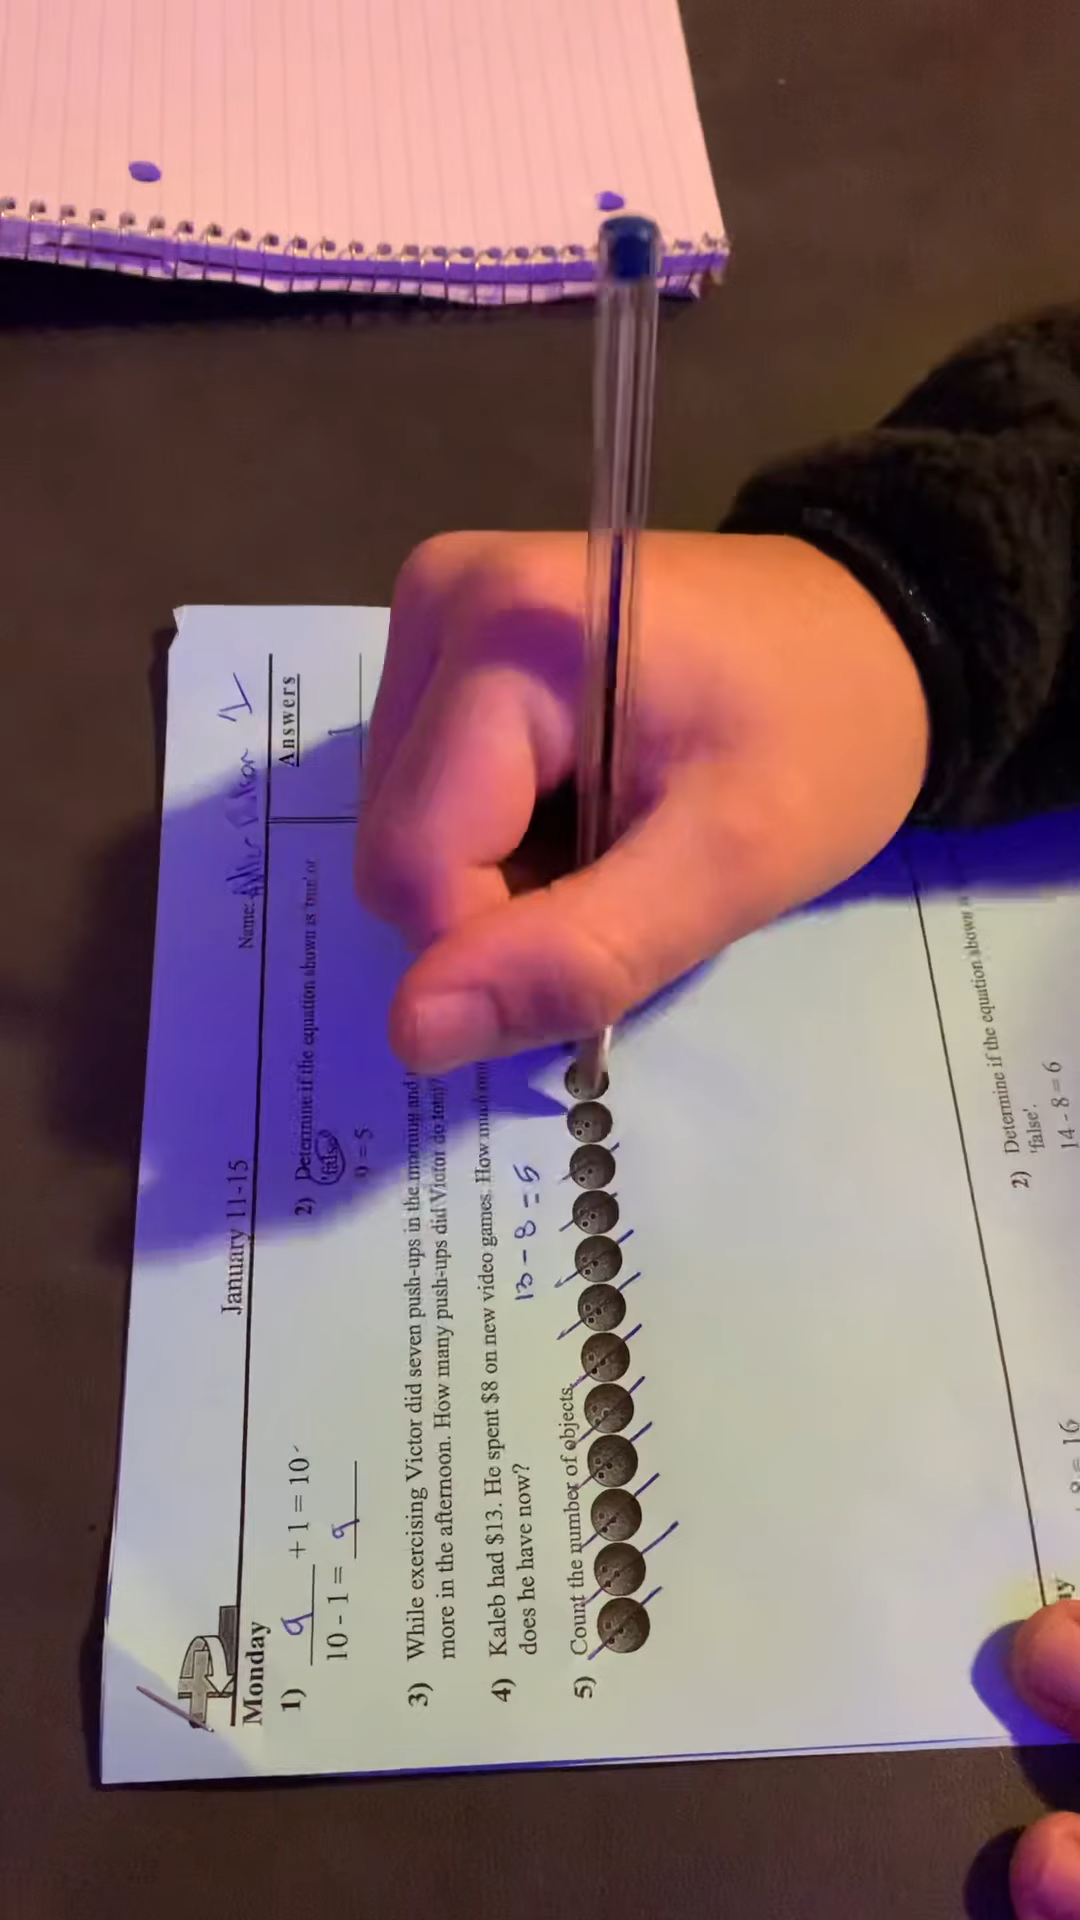 January 11-15
Name:
Monday
Answers
1) 9 + 1 = 10
10 - 1 = 9
2) Determine if the equation shown is 'true' or
'false'
9 = 5
1
3) While exercising Victor did seven push-ups in the morning and
more in the afternoon. How many push-ups did Victor do total?
4) Kaleb had $13. He spent $8 on new video games. How much
does he have now?
13 - 8 = 5
5) Count the number of objects.
2) Determine if the equation shown is
'false'.
14 - 8 = 6
8 = 16